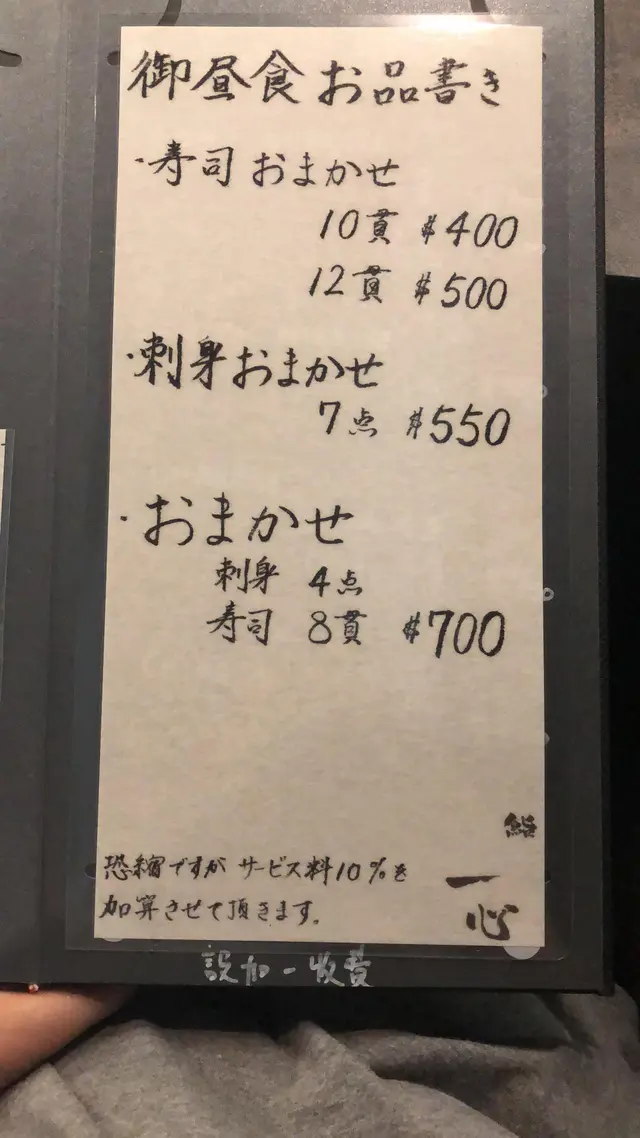 御昼食お品書き
・寿司おまかせ
10貫 $400
12貫 $500
・刺身おまかせ
7点 $550
・おまかせ
刺身 4点
寿司 8貫 $700
鮨
一心
恐縮ですが サービス料10%を
加算させて頂きます。
設加一收費